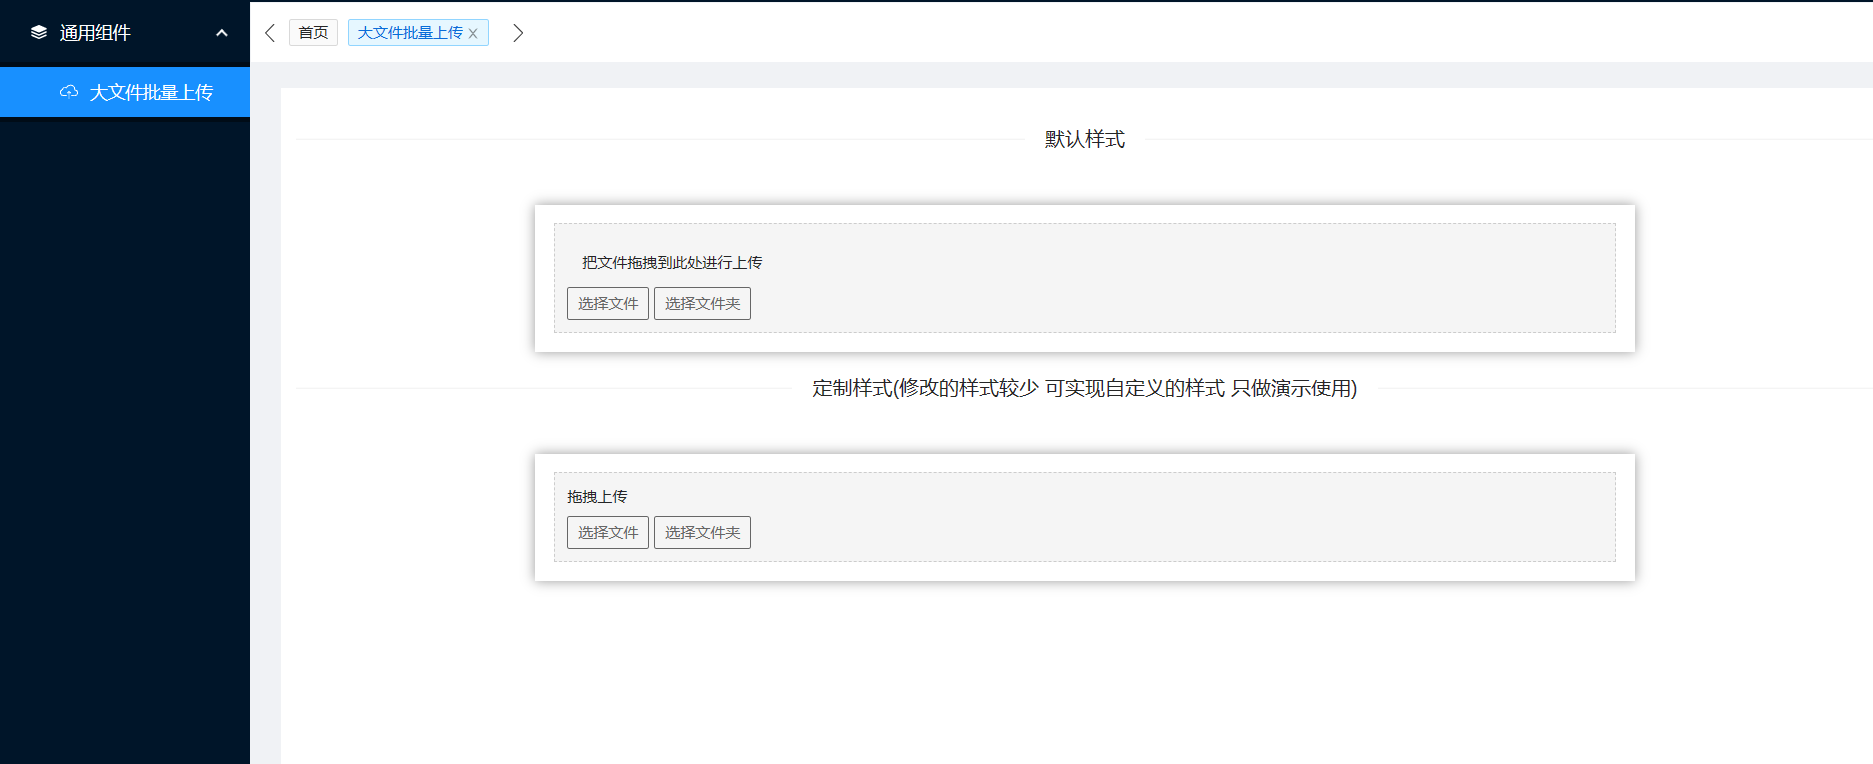 通用组件
大文件批量上传
首页
大文件批量上传
默认样式
把文件拖拽到此处进行上传
选择文件 选择文件夹
定制样式(修改的样式较少 可实现自定义的样式 只做演示使用)
拖拽上传
选择文件 选择文件夹